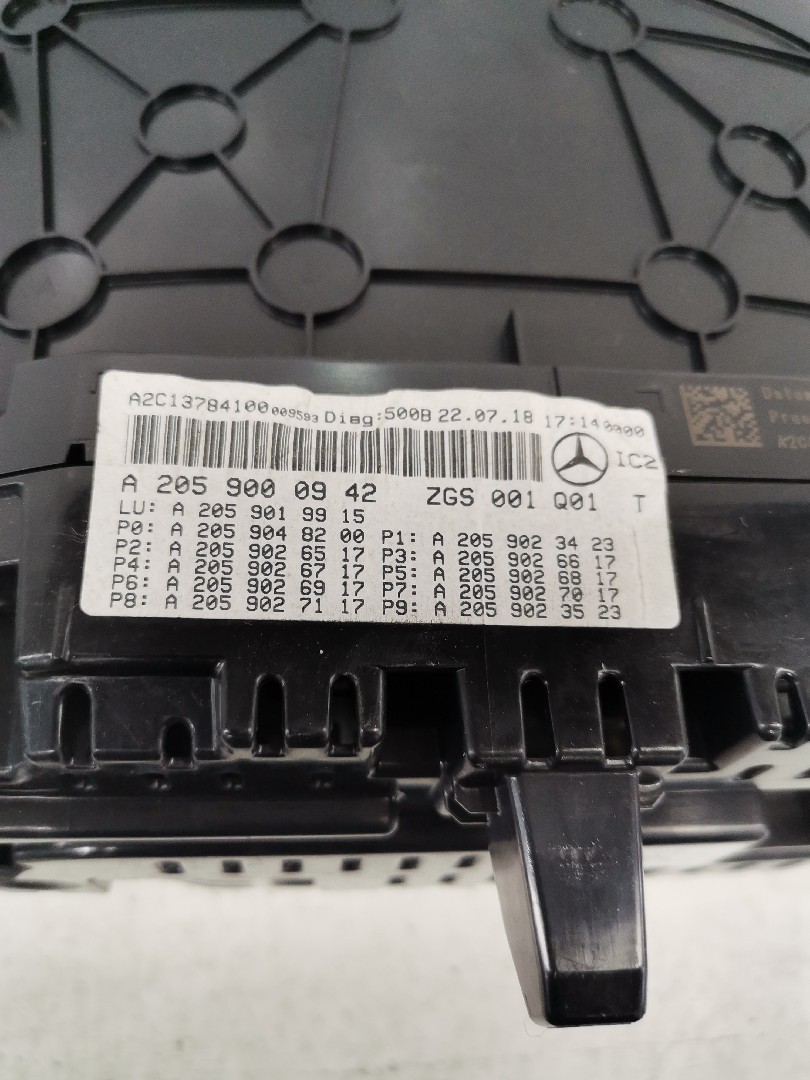 A2C13784100 009593 Diag:500B 22.07.18 17:14 0000
IC2
A 205 900 09 42 ZGS 001 Q01 T
LU: A 205 901 99 15
P0: A 205 904 82 00 P1: A 205 902 34 23
P2: A 205 902 65 17 P3: A 205 902 66 17
P4: A 205 902 67 17 P5: A 205 902 68 17
P6: A 205 902 69 17 P7: A 205 902 70 17
P8: A 205 902 71 17 P9: A 205 902 35 23